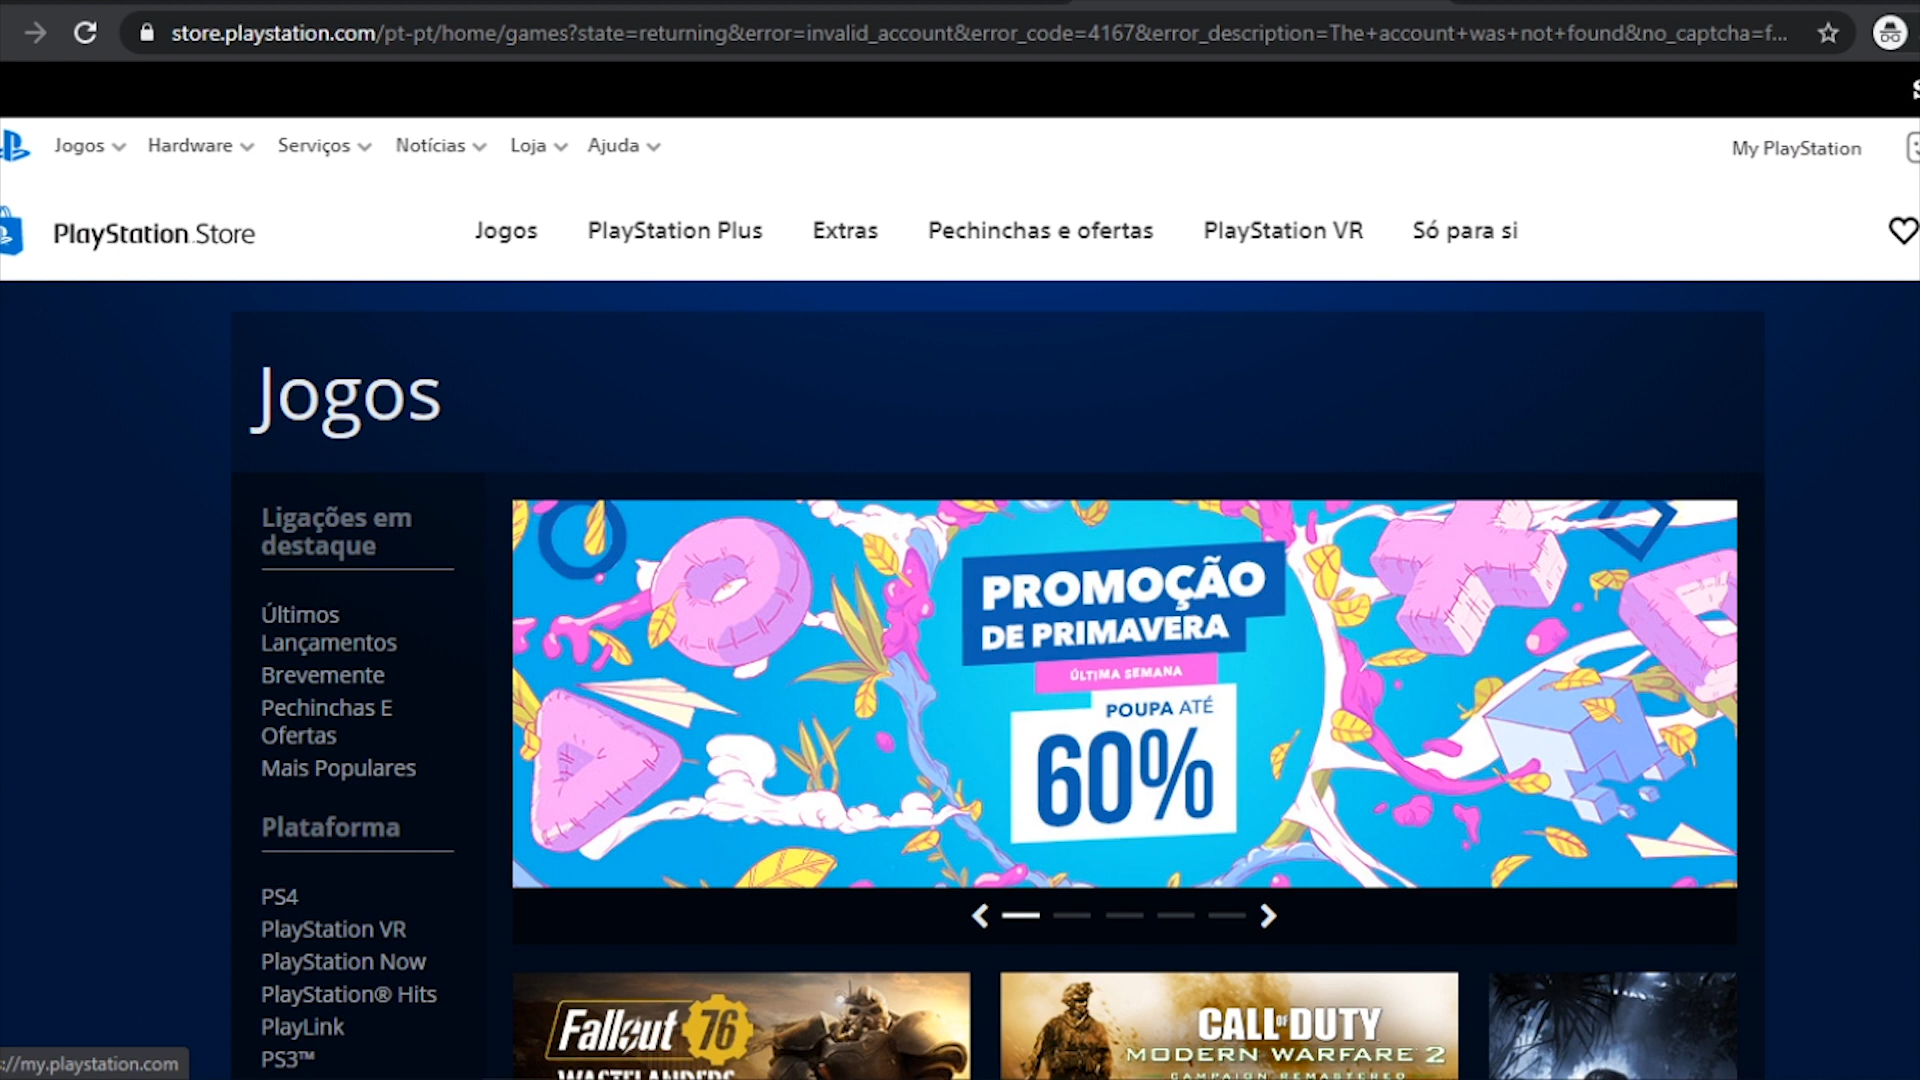 store.playstation.com/pt-pt/home/games?state=returning&error=invalid_account&error_code=4167&error_description=The+account+was+not+found&no_captcha=f...
Jogos Hardware Serviços Notícias Loja Ajuda My PlayStation
PlayStation Store Jogos PlayStation Plus Extras Pechinchas e ofertas PlayStation VR Só para si
Jogos
Ligações em
destaque
Últimos
Lançamentos
Brevemente
Pechinchas E
Ofertas
Mais Populares
Plataforma
PS4
PlayStation VR
PlayStation Now
PlayStation® Hits
PlayLink
PS3™
PROMOÇÃO
DE PRIMAVERA
ÚLTIMA SEMANA
POUPA ATÉ
60%
Fallout 76
WASTELANDERS
CALL OF DUTY
MODERN WARFARE 2
CAMPAIGN REMASTERED
://my.playstation.com